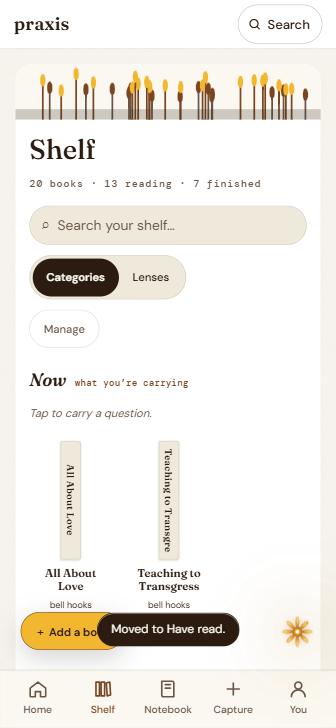 praxis
Search
Shelf
20 books · 13 reading · 7 finished
Search your shelf...
Categories
Lenses
Manage
Now what you're carrying
Tap to carry a question.
All About Love
Teaching to Transgre
All About
Love
bell hooks
Teaching to
Transgress
bell hooks
+ Add a bo
Moved to Have read.
Home
Shelf
Notebook
Capture
You